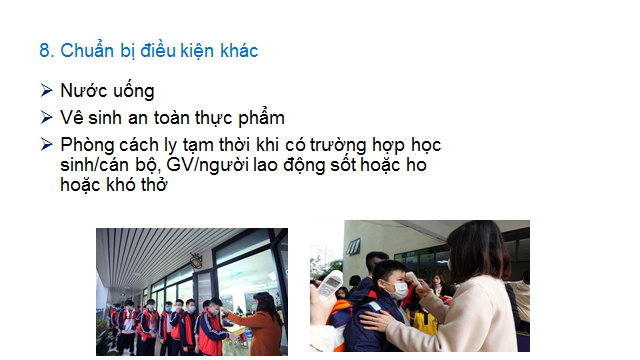 8. Chuẩn bị điều kiện khác
Nước uống
Vê sinh an toàn thực phẩm
Phòng cách ly tạm thời khi có trường hợp học
sinh/cán bộ, GV/người lao động sốt hoặc ho
hoặc khó thở